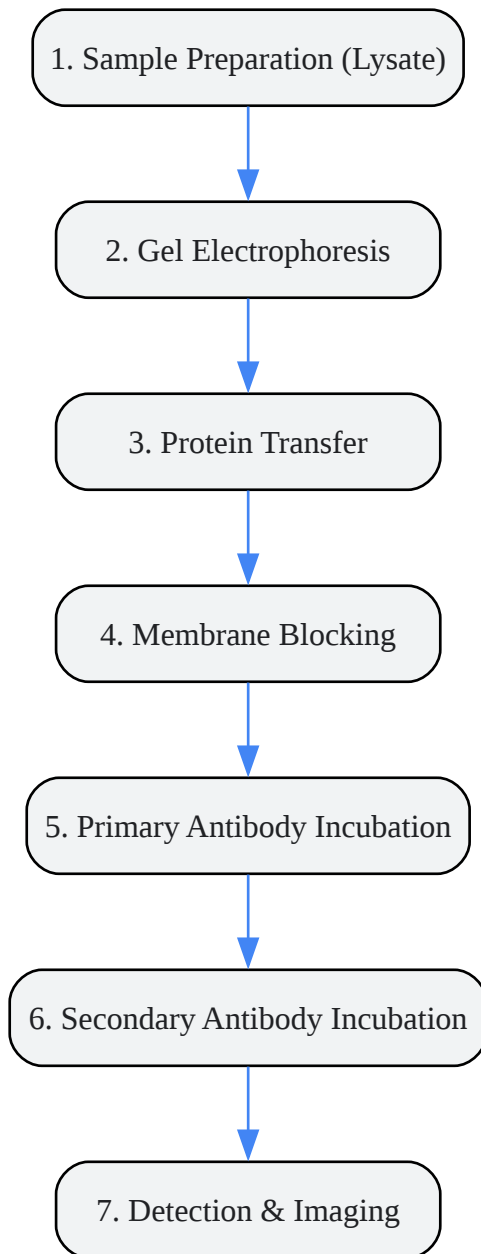 1. Sample Preparation (Lysate)
2. Gel Electrophoresis
3. Protein Transfer
4. Membrane Blocking
5. Primary Antibody Incubation
6. Secondary Antibody Incubation
7. Detection & Imaging